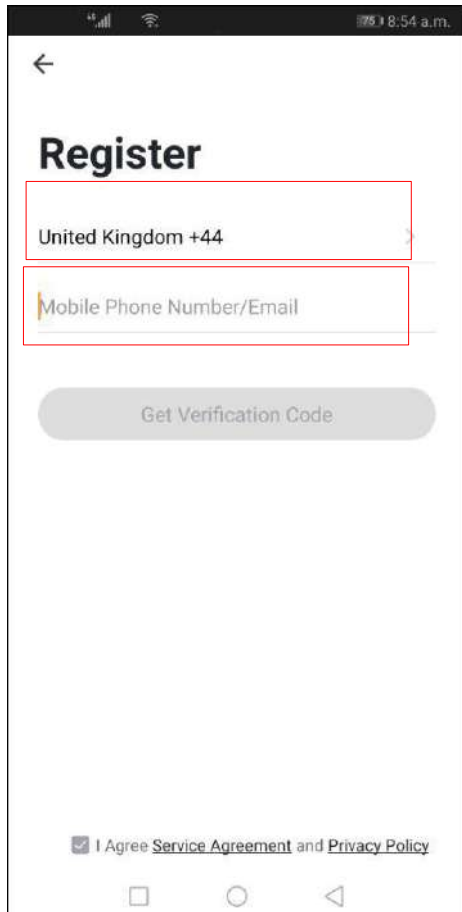 75 8:54 a.m.
Register
United Kingdom +44
Mobile Phone Number/Email
Get Verification Code
I Agree Service Agreement and Privacy Policy